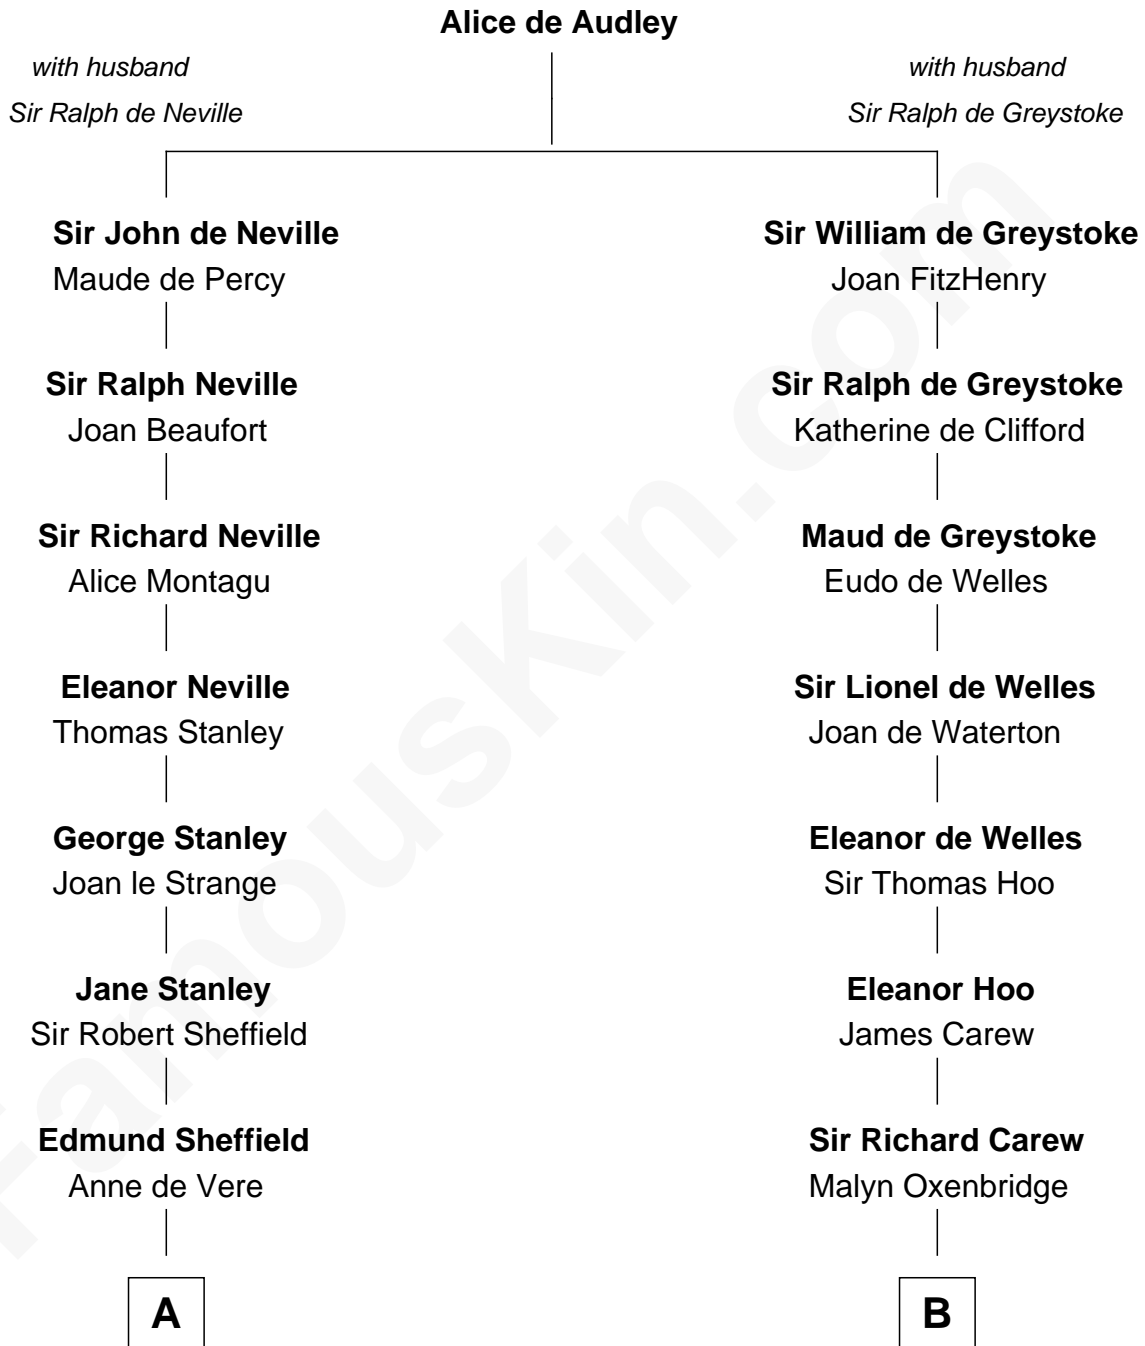 Alice de Audley
with husband
Sir Ralph de Neville
with husband
Sir Ralph de Greystoke
Sir John de Neville
Maude de Percy
Sir William de Greystoke
Joan FitzHenry
Sir Ralph Neville
Joan Beaufort
Sir Ralph de Greystoke
Katherine de Clifford
Sir Richard Neville
Alice Montagu
Maud de Greystoke
Eudo de Welles
Eleanor Neville
Thomas Stanley
Sir Lionel de Welles
Joan de Waterton
George Stanley
Joan le Strange
Eleanor de Welles
Sir Thomas Hoo
Jane Stanley
Sir Robert Sheffield
Eleanor Hoo
James Carew
Edmund Sheffield
Anne de Vere
Sir Richard Carew
Malyn Oxenbridge
A
B
FamousKin.com